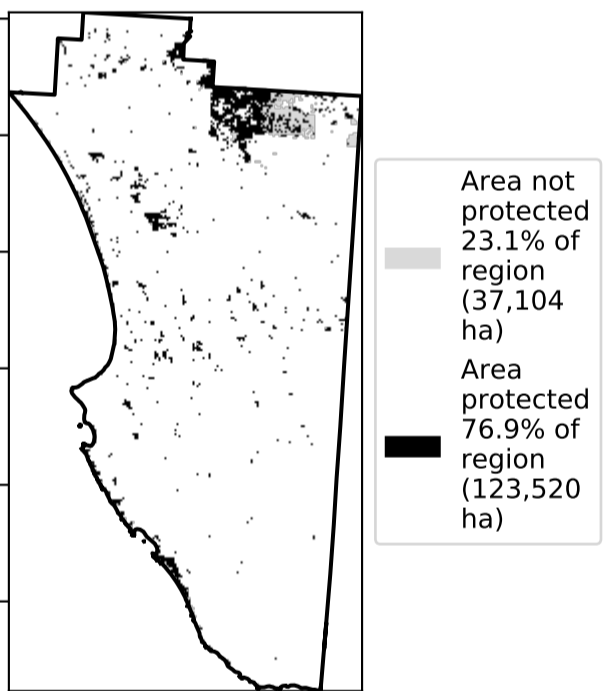 Area not
protected
23.1% of
region
(37,104
ha)
Area
protected
76.9% of
region
(123,520
ha)